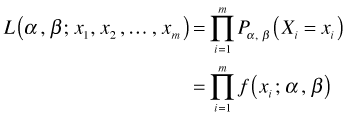 L(α, β; x₁, x₂, ..., xₘ) = ∏ᵢ₌₁ᵐ P_{α, β}(Xᵢ = xᵢ)
= ∏ᵢ₌₁ᵐ f(xᵢ; α, β)